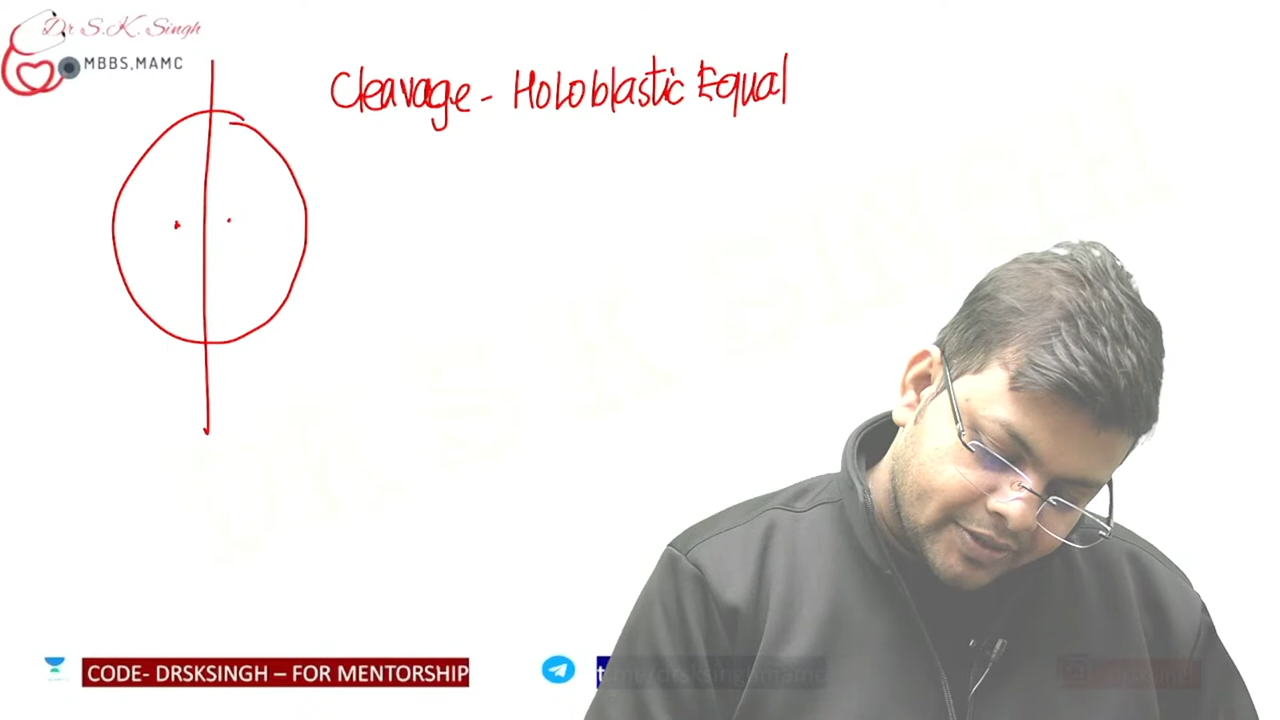 Dr S.K. Singh
MBBS,MAMC
Cleavage - Holoblastic Equal
CODE- DRSKSINGH – FOR MENTORSHIP